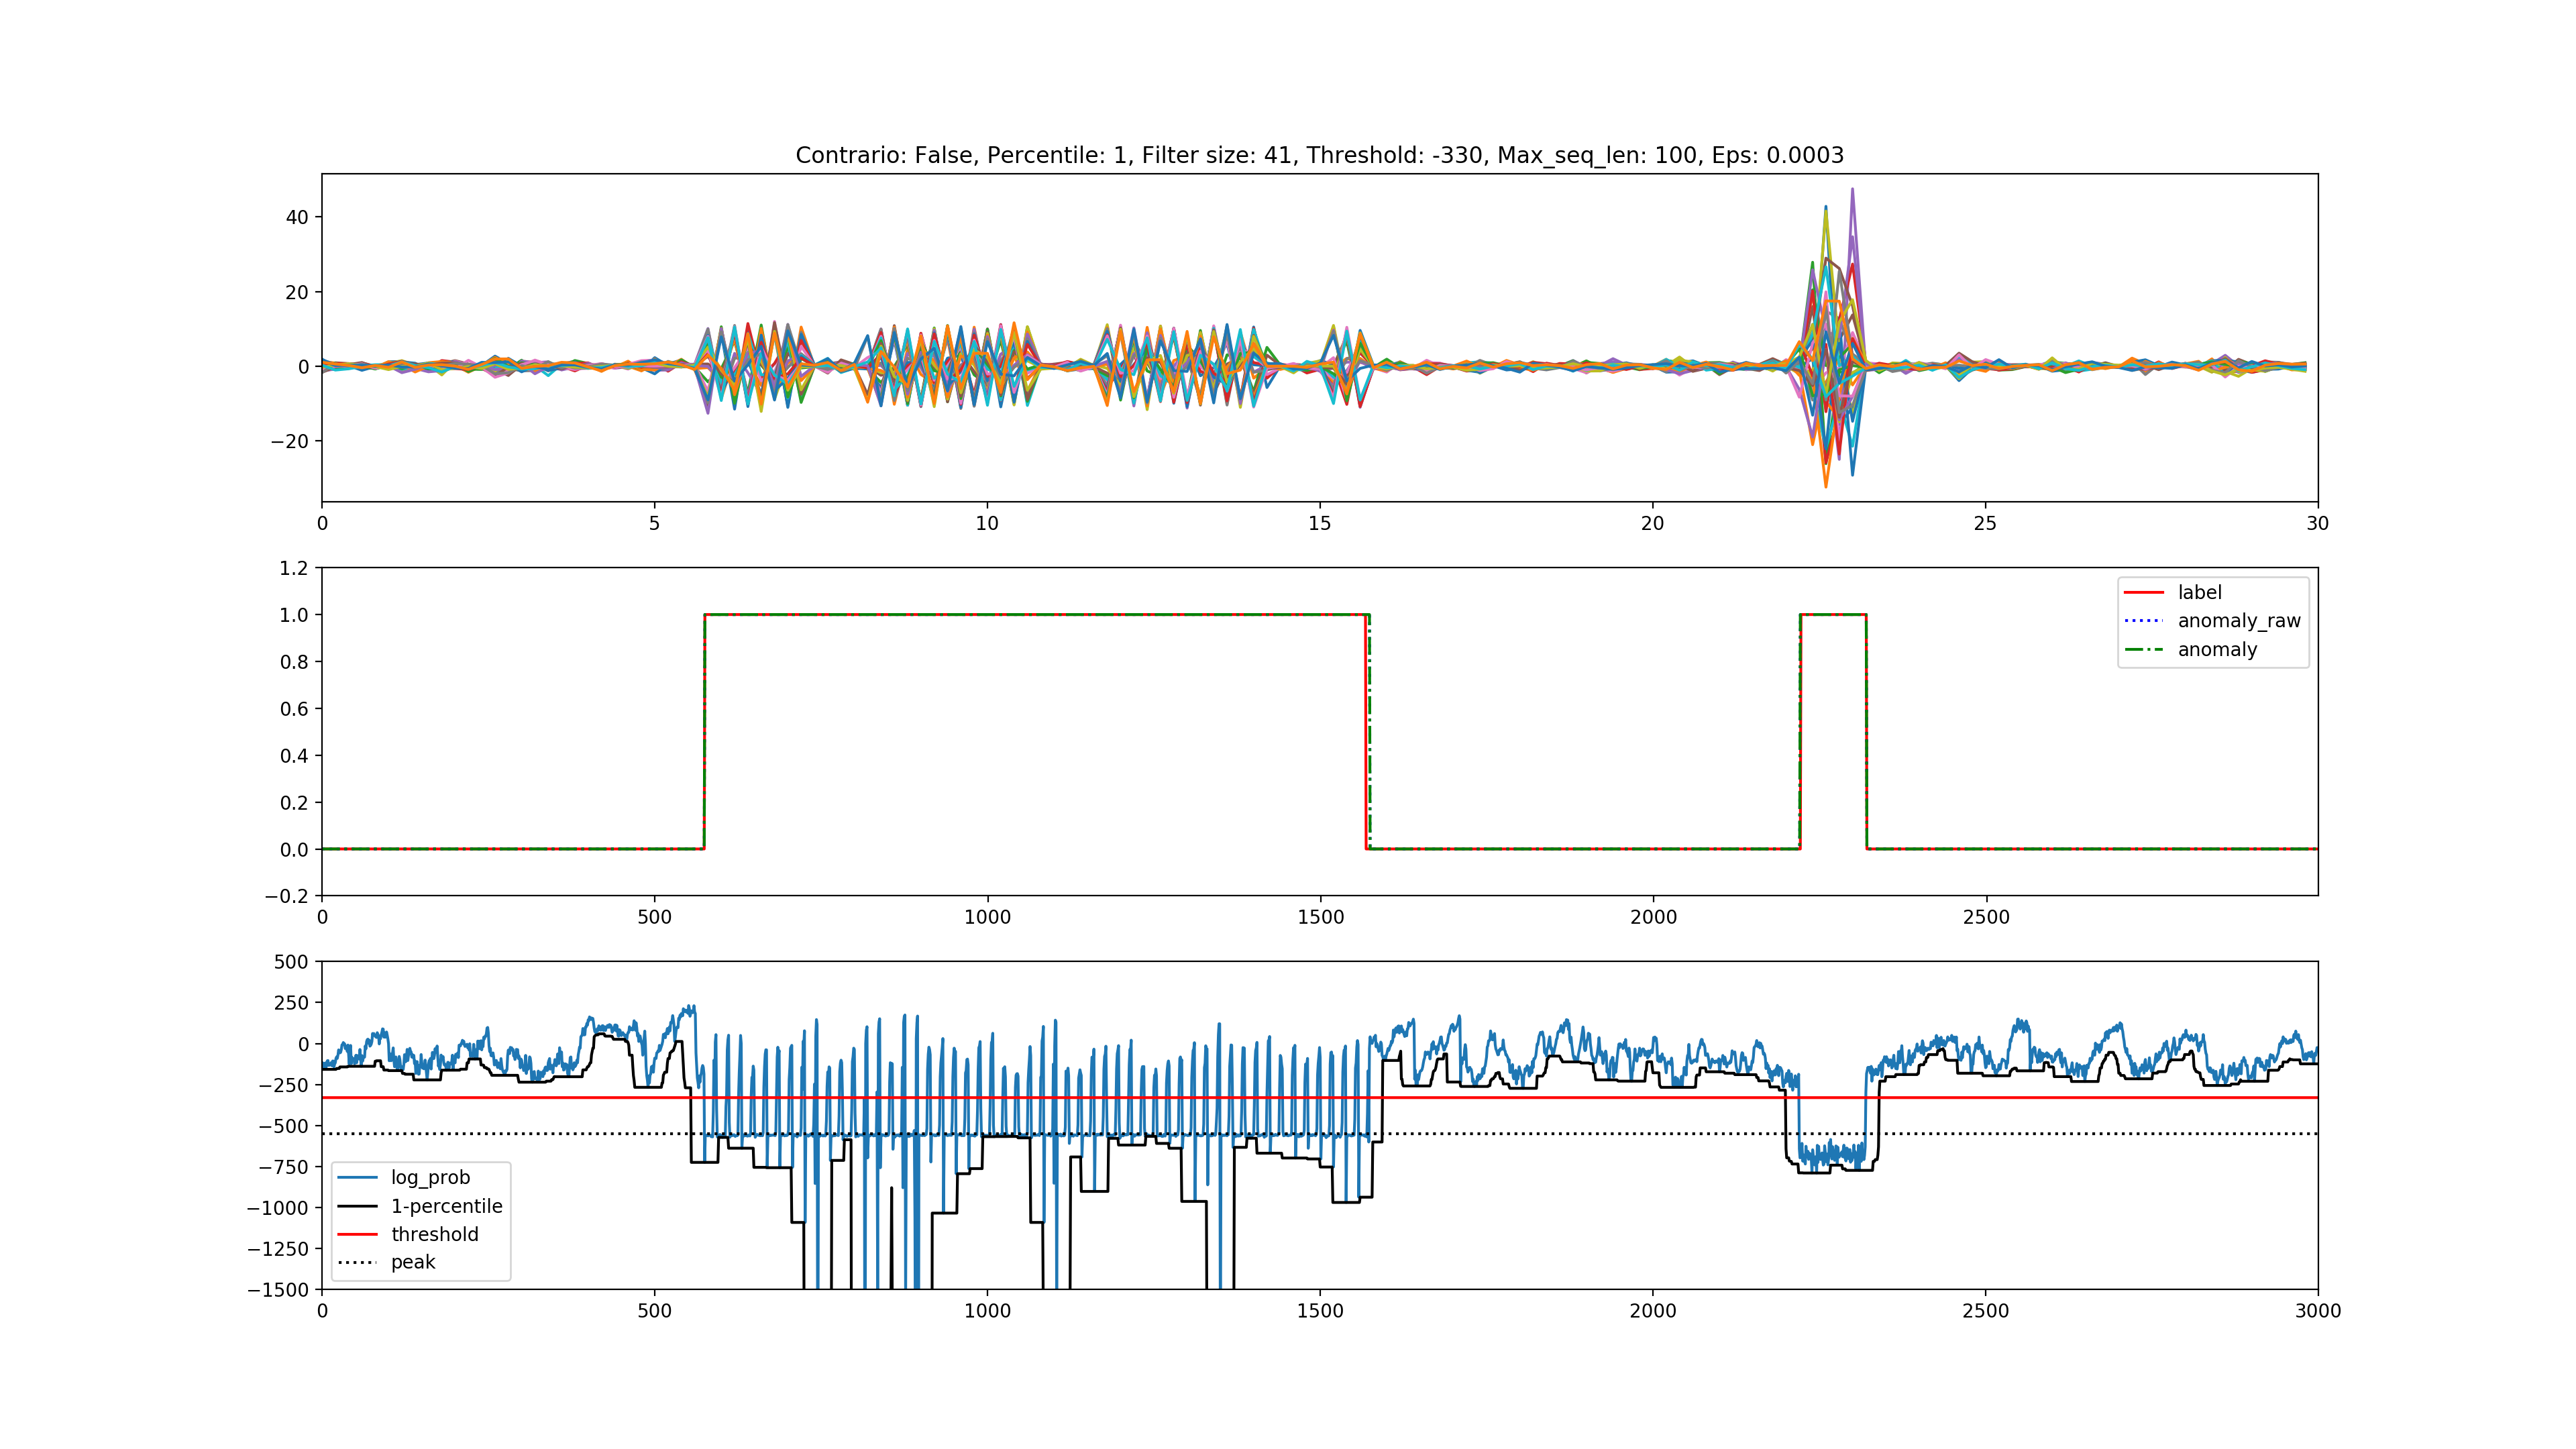 Contrario: False, Percentile: 1, Filter size: 41, Threshold: -330, Max_seq_len: 100, Eps: 0.0003
40
20
0
−20
0 5 10 15 20 25 30
1.2
1.0
0.8
0.6
0.4
0.2
0.0
−0.2
label
anomaly_raw
anomaly
0 500 1000 1500 2000 2500
500
250
0
−250
−500
−750
−1000
−1250
−1500
log_prob
1-percentile
threshold
peak
0 500 1000 1500 2000 2500 3000